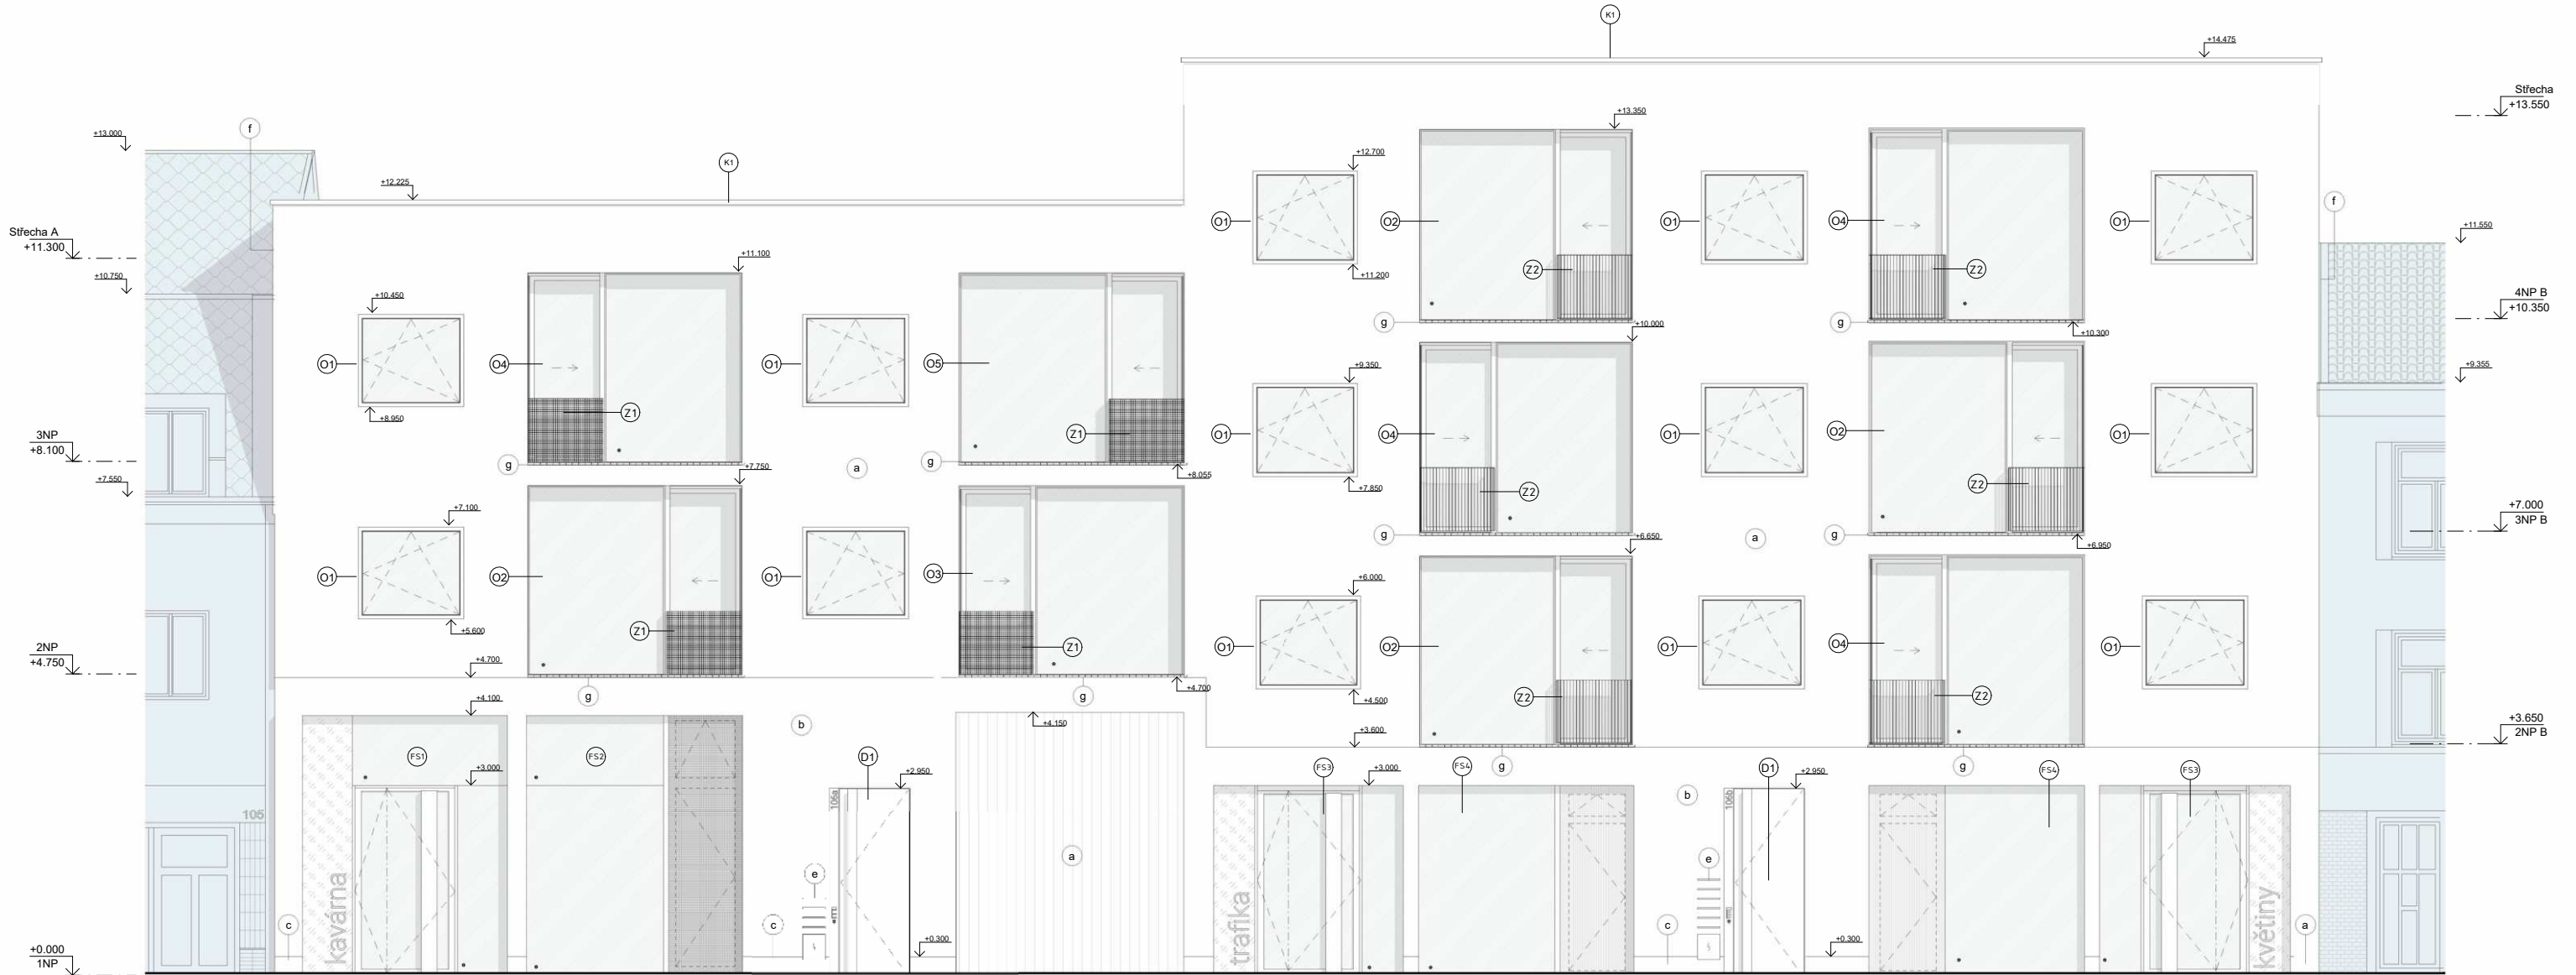 K1
+14.475
Střecha
+13.550
+13.000
f
K1
+12.225
+13.350
+12.700
f
O1
O2
O1
O4
O1
+11.550
Střecha A
+11.300
+11.100
+10.750
Z2
Z2
+11.200
4NP B
+10.350
+10.450
g
+10.000
g
+10.300
O1
O4
O1
O5
+9.350
+9.355
+8.950
Z1
Z1
O1
O4
O1
O2
O1
3NP
+8.100
g
a
g
+8.055
+7.750
+7.550
+7.850
Z2
Z2
+7.100
+7.000
3NP B
g
+6.650
a
g
+6.950
O1
O2
O1
O3
+6.000
+5.600
Z1
Z1
O1
O2
O1
O4
O1
2NP
+4.750
+4.700
g
g
+4.700
Z2
Z2
+4.500
+4.100
b
+4.150
+3.600
+3.650
2NP B
FS1
FS2
D1
g
g
+3.000
+2.950
FS3
+3.000
FS4
D1
+2.950
FS4
FS3
105
106a
b
106b
e
a
e
kavárna
c
c
trafika
c
květiny
a
+0.300
+0.300
+0.000
1NP